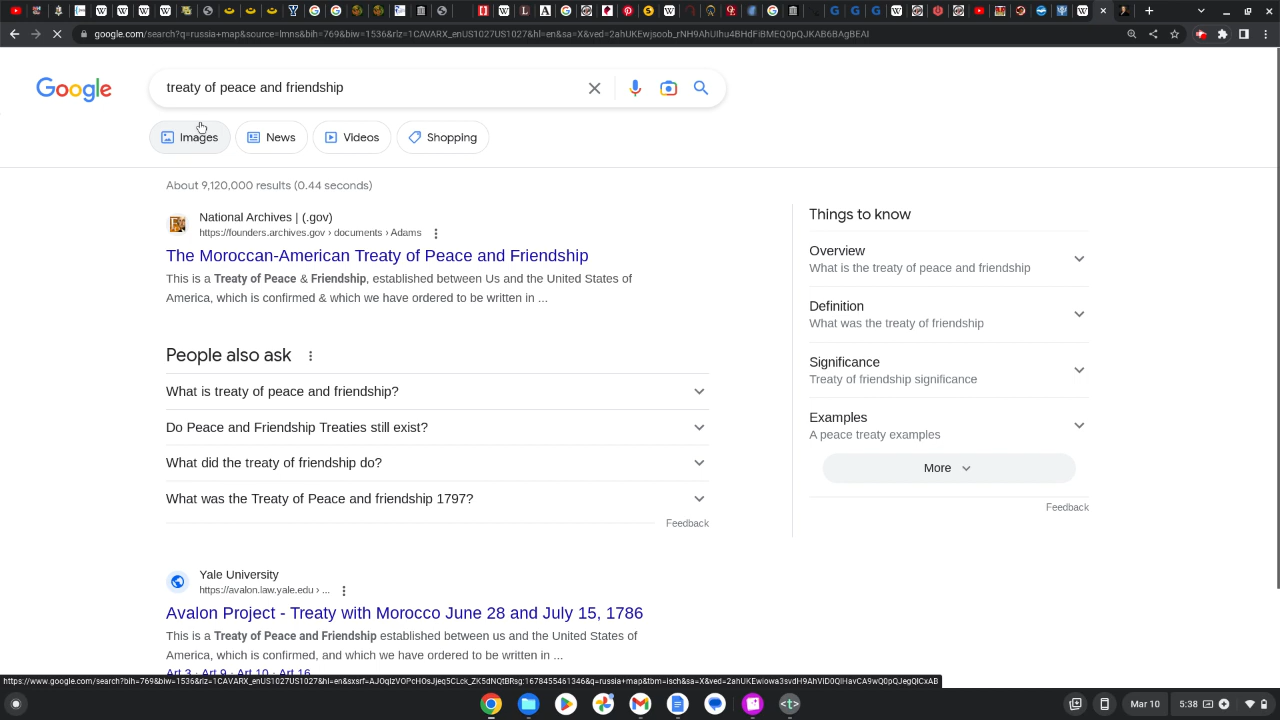 google.com/search?q=russia+map&source=lmns&bih=769&biw=1536&rlz=1CAVARX_enUS1027US1027&hl=en&sa=X&ved=2ahUKEwjsoob_rNH9AhUIhu4BHdFiBMEQ0pQJKAB6BAgBEAI
Google
treaty of peace and friendship
Images
News
Videos
Shopping
About 9,120,000 results (0.44 seconds)
National Archives | (.gov)
https://founders.archives.gov › documents › Adams
The Moroccan-American Treaty of Peace and Friendship
This is a Treaty of Peace & Friendship, established between Us and the United States of
America, which is confirmed & which we have ordered to be written in ...
People also ask
What is treaty of peace and friendship?
Do Peace and Friendship Treaties still exist?
What did the treaty of friendship do?
What was the Treaty of Peace and friendship 1797?
Feedback
Yale University
https://avalon.law.yale.edu › ...
Avalon Project - Treaty with Morocco June 28 and July 15, 1786
This is a Treaty of Peace and Friendship established between us and the United States of
America, which is confirmed, and which we have ordered to be written in ...
Art 3 · Art 9 · Art 10 · Art 16
Things to know
Overview
What is the treaty of peace and friendship
Definition
What was the treaty of friendship
Significance
Treaty of friendship significance
Examples
A peace treaty examples
More
Feedback
Mar 10
5:38